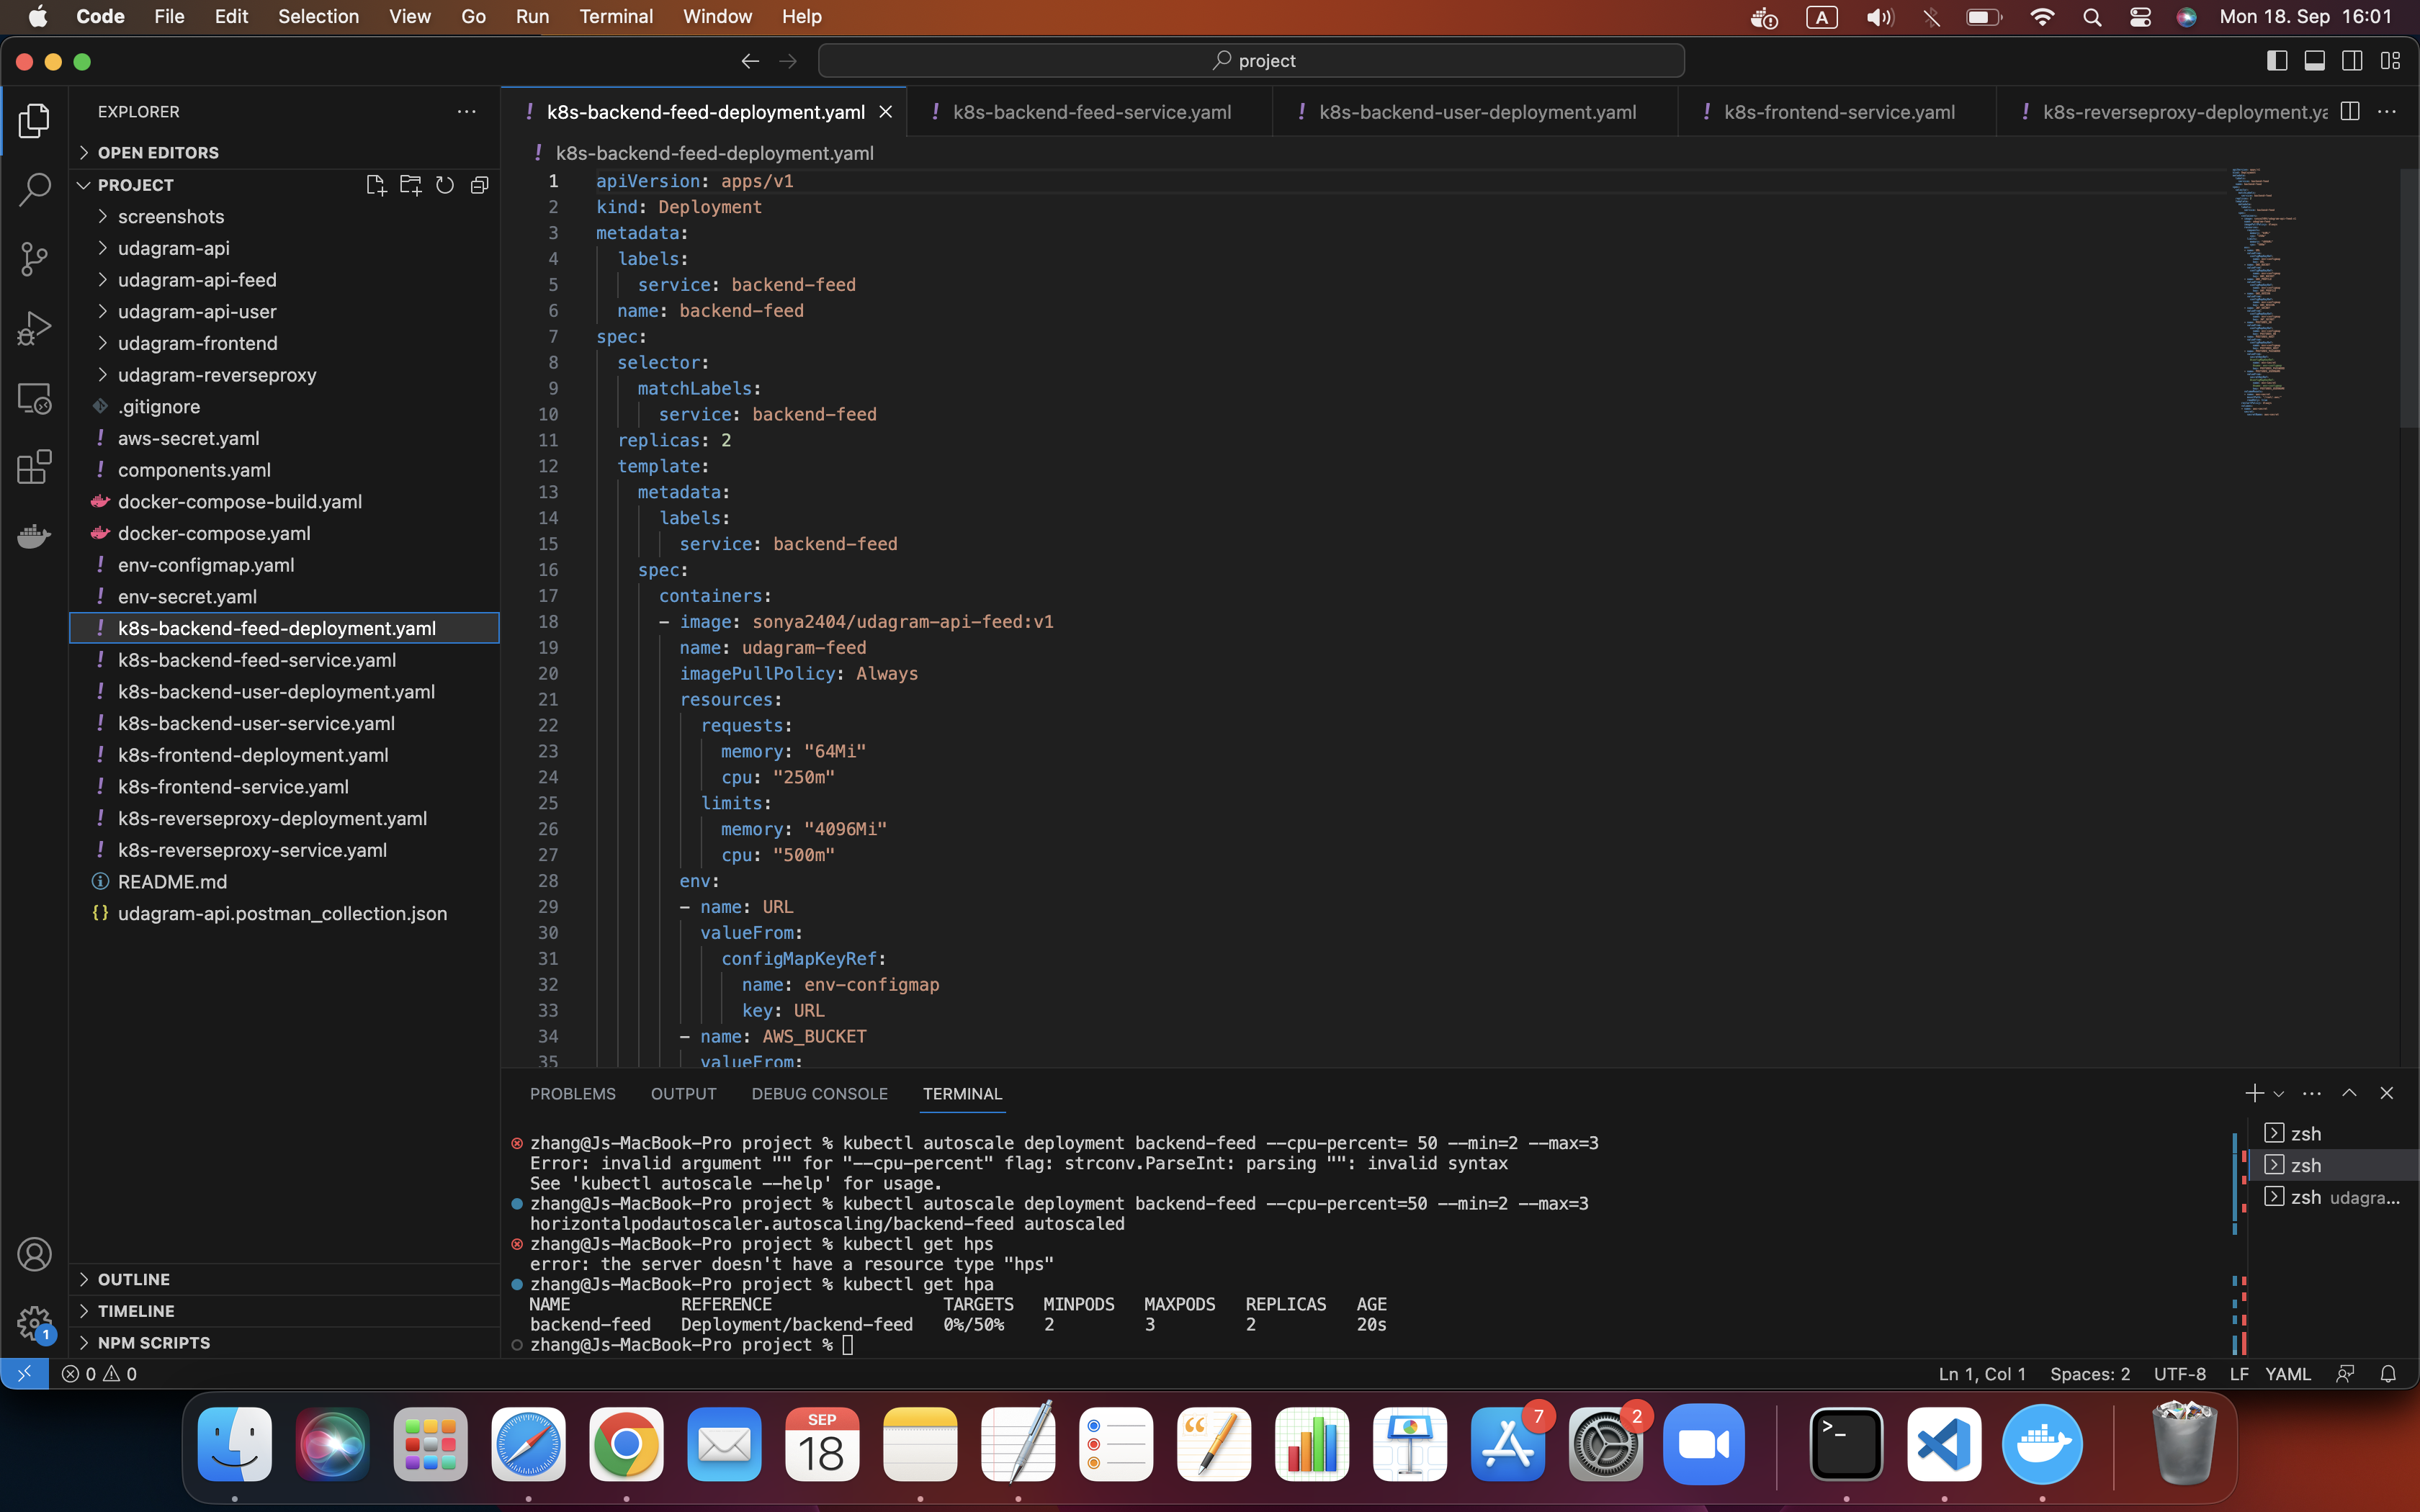 Code File Edit Selection View Go Run Terminal Window Help A Mon 18. Sep 16:01
project
EXPLORER
OPEN EDITORS
PROJECT
screenshots
udagram-api
udagram-api-feed
udagram-api-user
udagram-frontend
udagram-reverseproxy
.gitignore
! aws-secret.yaml
! components.yaml
docker-compose-build.yaml
docker-compose.yaml
! env-configmap.yaml
! env-secret.yaml
! k8s-backend-feed-deployment.yaml
! k8s-backend-feed-service.yaml
! k8s-backend-user-deployment.yaml
! k8s-backend-user-service.yaml
! k8s-frontend-deployment.yaml
! k8s-frontend-service.yaml
! k8s-reverseproxy-deployment.yaml
! k8s-reverseproxy-service.yaml
README.md
{} udagram-api.postman_collection.json
OUTLINE
TIMELINE
NPM SCRIPTS
1
! k8s-backend-feed-deployment.yaml ! k8s-backend-feed-service.yaml ! k8s-backend-user-deployment.yaml ! k8s-frontend-service.yaml ! k8s-reverseproxy-deployment.ya
! k8s-backend-feed-deployment.yaml
1 apiVersion: apps/v1
2 kind: Deployment
3 metadata:
4 labels:
5 service: backend-feed
6 name: backend-feed
7 spec:
8 selector:
9 matchLabels:
10 service: backend-feed
11 replicas: 2
12 template:
13 metadata:
14 labels:
15 service: backend-feed
16 spec:
17 containers:
18 - image: sonya2404/udagram-api-feed:v1
19 name: udagram-feed
20 imagePullPolicy: Always
21 resources:
22 requests:
23 memory: "64Mi"
24 cpu: "250m"
25 limits:
26 memory: "4096Mi"
27 cpu: "500m"
28 env:
29 - name: URL
30 valueFrom:
31 configMapKeyRef:
32 name: env-configmap
33 key: URL
34 - name: AWS_BUCKET
35 valueFrom:
PROBLEMS OUTPUT DEBUG CONSOLE TERMINAL
zhang@Js-MacBook-Pro project % kubectl autoscale deployment backend-feed --cpu-percent= 50 --min=2 --max=3
Error: invalid argument "" for "--cpu-percent" flag: strconv.ParseInt: parsing "": invalid syntax
See 'kubectl autoscale --help' for usage.
zhang@Js-MacBook-Pro project % kubectl autoscale deployment backend-feed --cpu-percent=50 --min=2 --max=3
horizontalpodautoscaler.autoscaling/backend-feed autoscaled
zhang@Js-MacBook-Pro project % kubectl get hps
error: the server doesn't have a resource type "hps"
zhang@Js-MacBook-Pro project % kubectl get hpa
NAME REFERENCE TARGETS MINPODS MAXPODS REPLICAS AGE
backend-feed Deployment/backend-feed 0%/50% 2 3 2 20s
zhang@Js-MacBook-Pro project %
zsh
zsh
zsh udagra...
0 0 Ln 1, Col 1 Spaces: 2 UTF-8 LF YAML
SEP
18
7
2